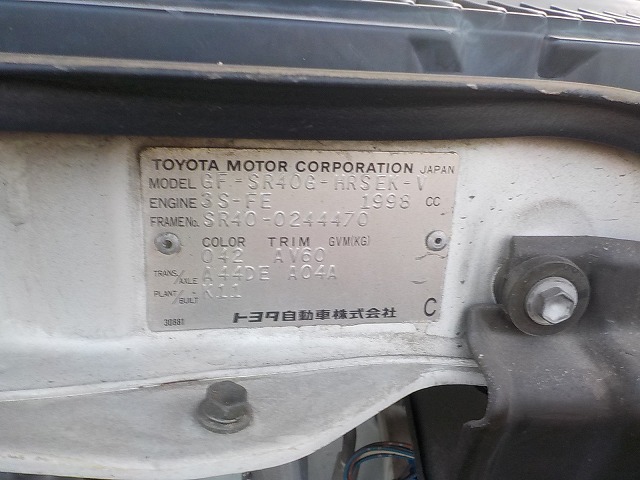 TOYOTA MOTOR CORPORATION JAPAN
MODEL GF-SR40G-HRSEK-V
ENGINE 3S-FE 1998 CC
FRAME No. SR40-0244470
COLOR TRIM GVM(KG)
042 AV60
TRANS./AXLE A44DE A04A
PLANT/BUILT K11
30881 トヨタ自動車株式会社 C